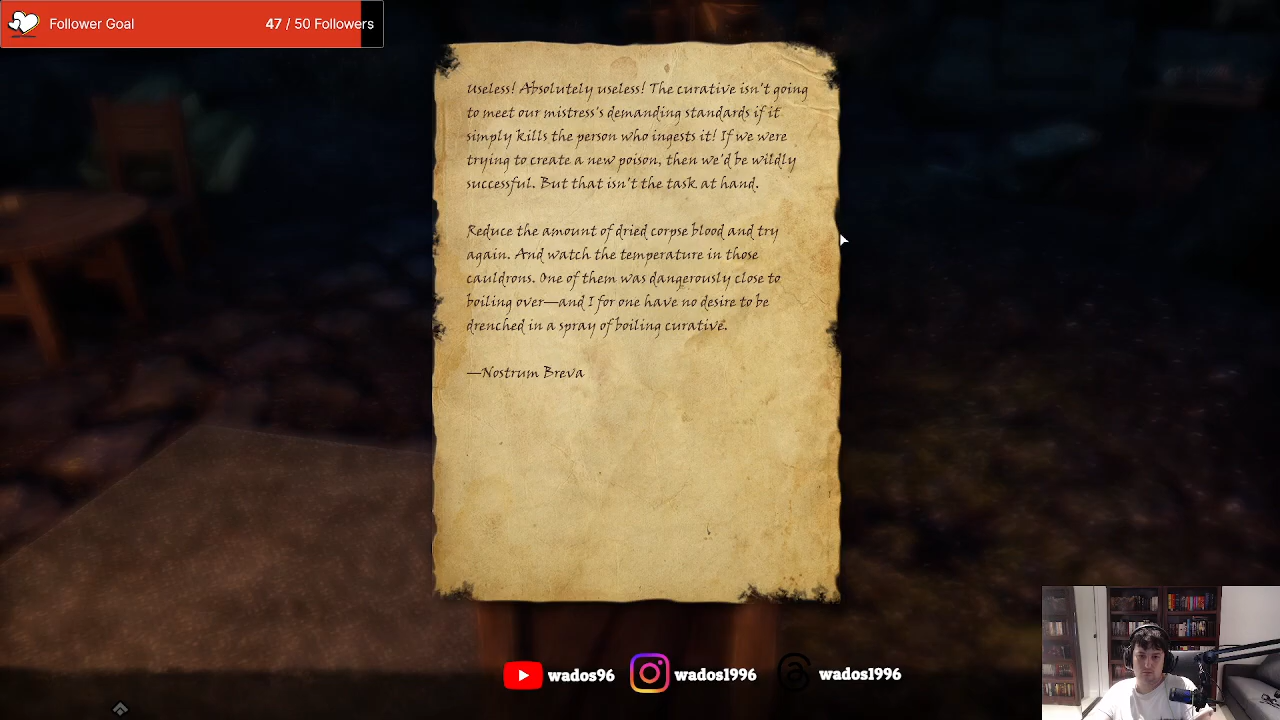 Follower Goal 47 / 50 Followers
Useless! Absolutely useless! The curative isn't going
to meet our mistress's demanding standards if it
simply kills the person who ingests it! If we were
trying to create a new poison, then we'd be wildly
successful. But that isn't the task at hand.
Reduce the amount of dried corpse blood and try
again. And watch the temperature in those
cauldrons. One of them was dangerously close to
boiling over—and I for one have no desire to be
drenched in a spray of boiling curative.
—Nostrum Breva
wados96 wados1996 wados1996